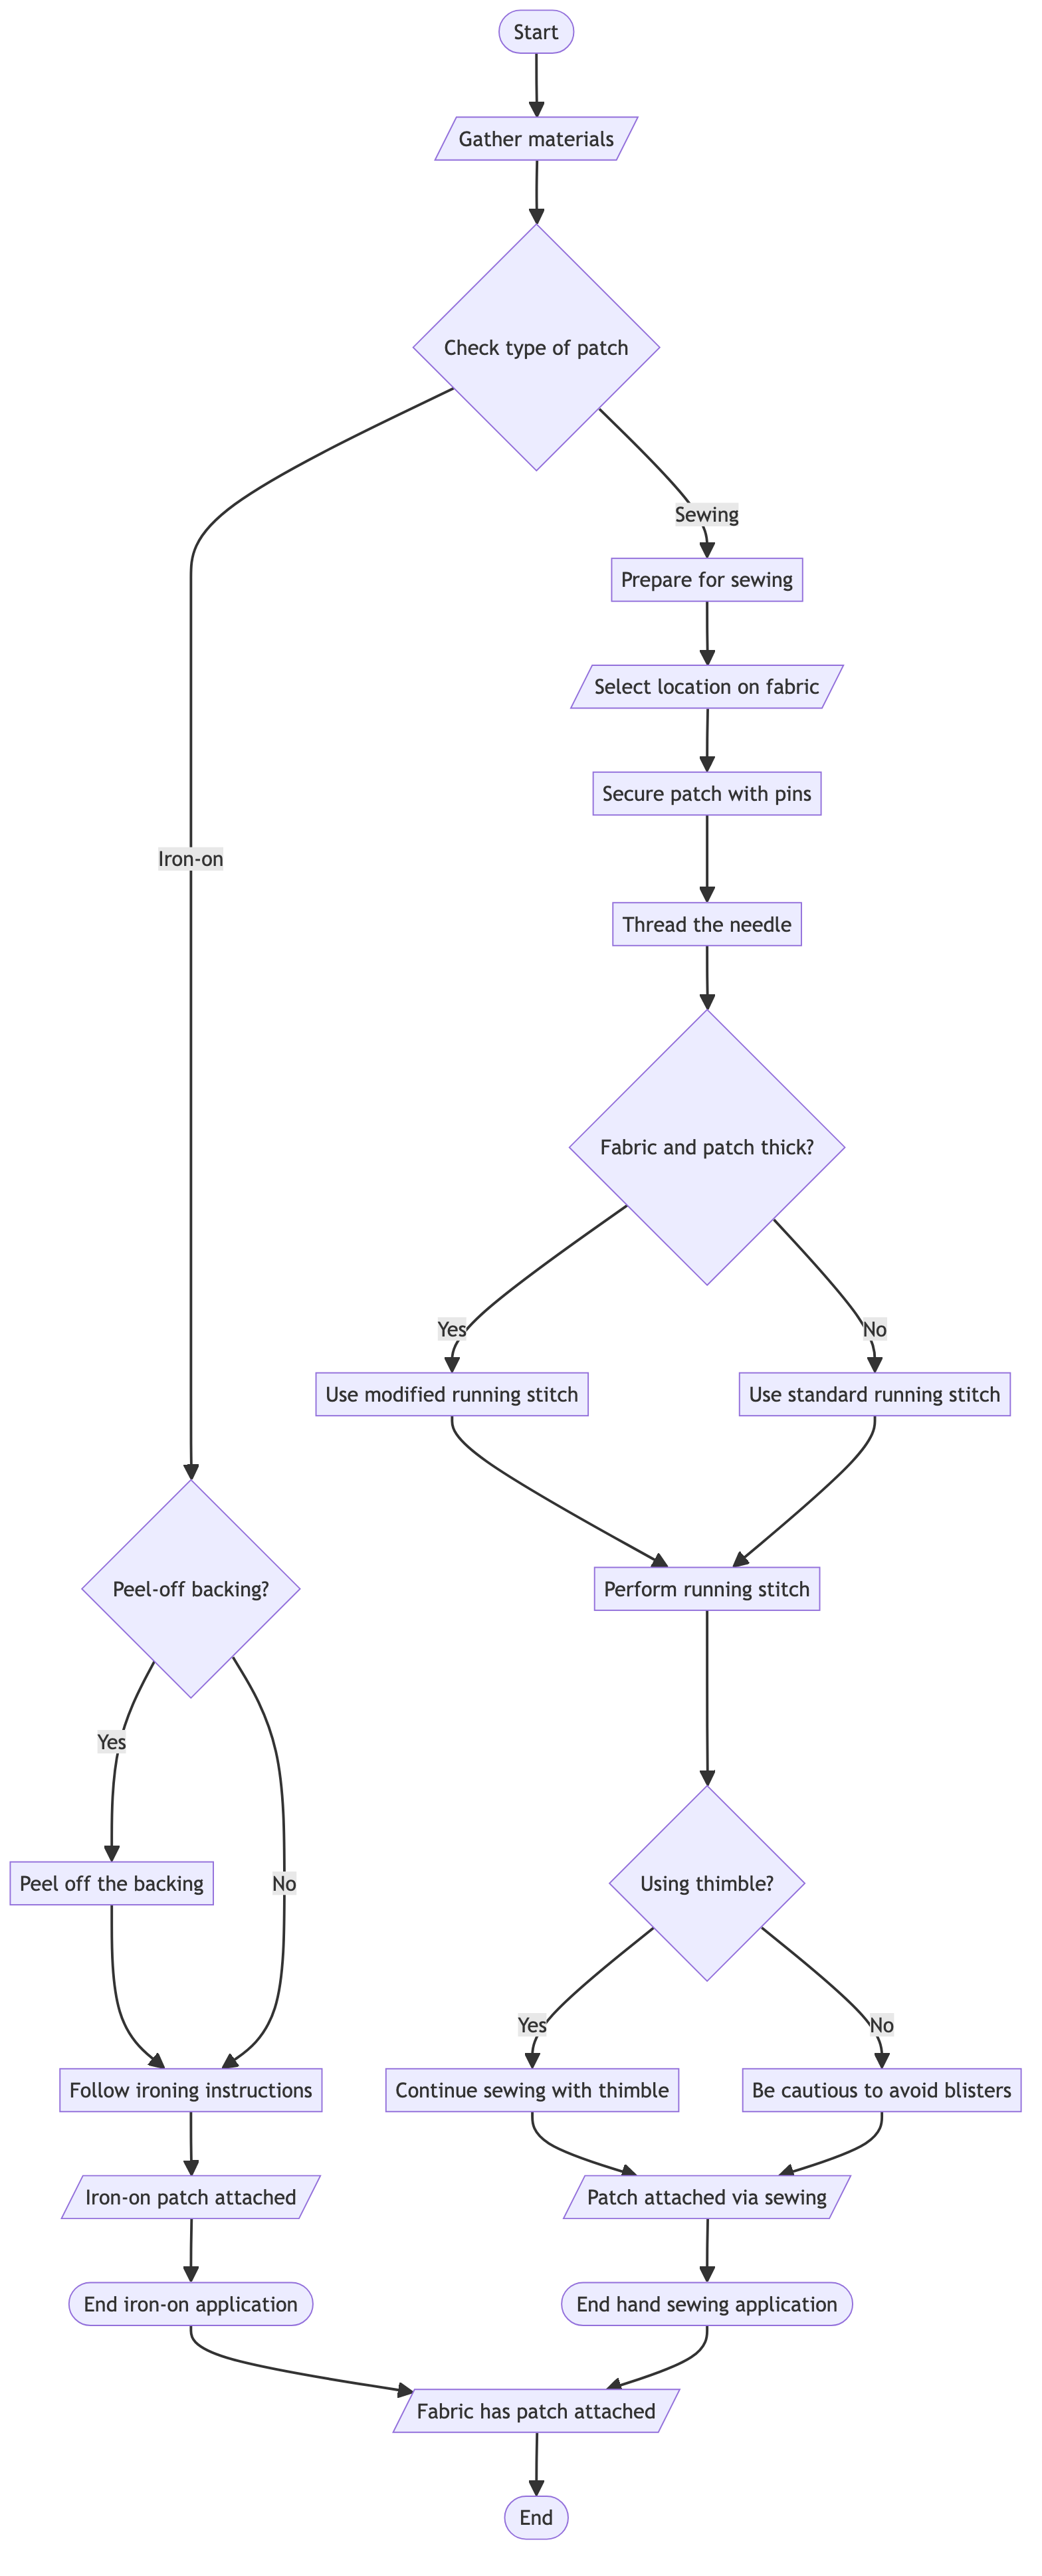 Start
Gather materials
Check type of patch
Sewing
Prepare for sewing
Select location on fabric
Secure patch with pins
Iron-on
Thread the needle
Fabric and patch thick?
Yes
No
Use modified running stitch
Use standard running stitch
Peel-off backing?
Perform running stitch
Yes
Peel off the backing
No
Using thimble?
Yes
No
Follow ironing instructions
Continue sewing with thimble
Be cautious to avoid blisters
Iron-on patch attached
Patch attached via sewing
End iron-on application
End hand sewing application
Fabric has patch attached
End